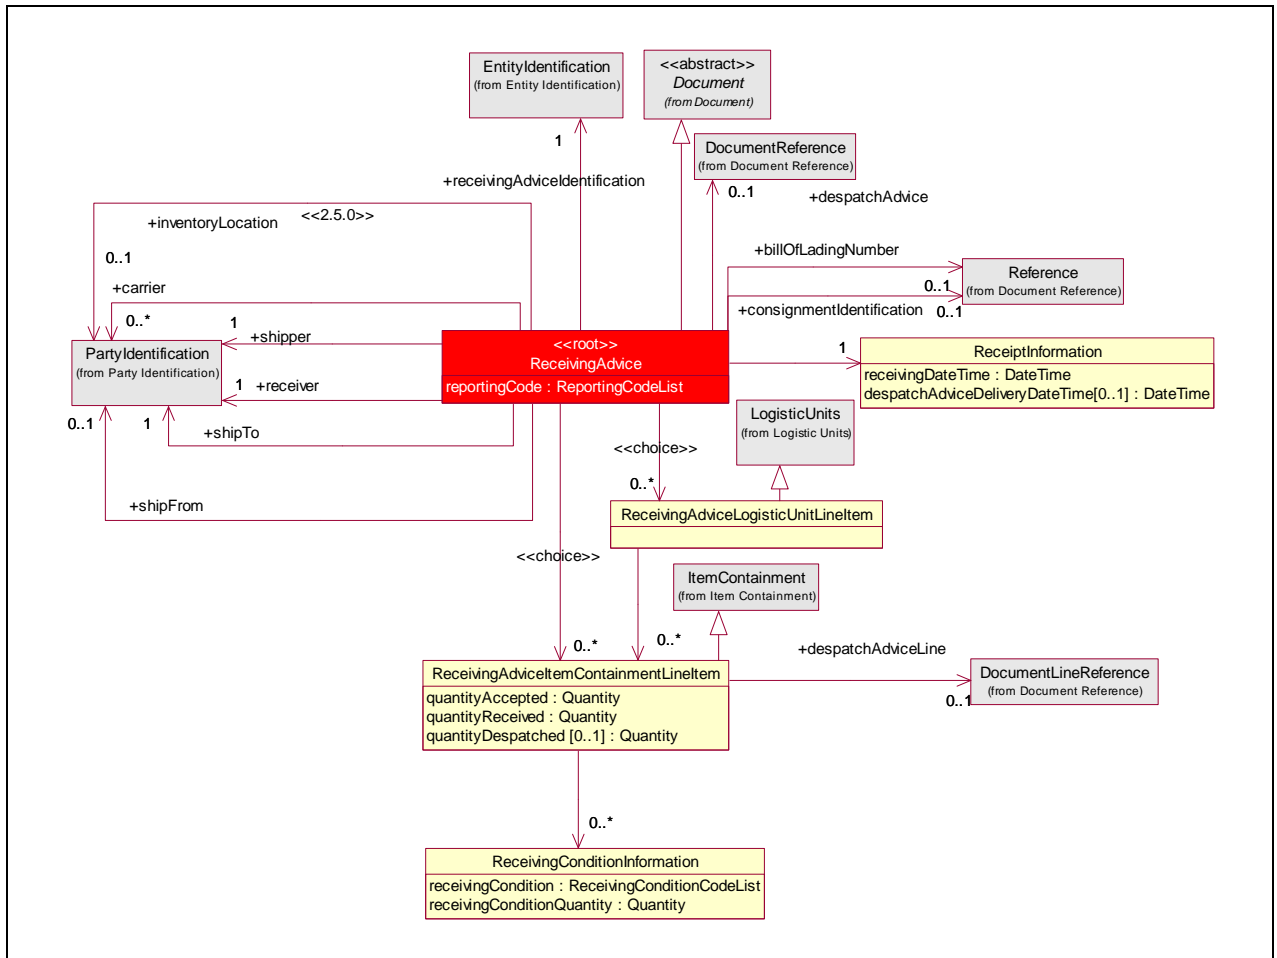 EntityIdentification
(from Entity Identification)
<<abstract>>
Document
(from Document)
1
DocumentReference
(from Document Reference)
+receivingAdviceIdentification
0..1
+despatchAdvice
<<2.5.0>>
+inventoryLocation
0..1
+billOfLadingNumber
Reference
(from Document Reference)
0..1
+carrier
0..*
+consignmentIdentification
0..1
1
+shipper
PartyIdentification
(from Party Identification)
<<root>>
ReceivingAdvice
reportingCode : ReportingCodeList
1
ReceiptInformation
receivingDateTime : DateTime
despatchAdviceDeliveryDateTime[0..1] : DateTime
1
+receiver
0..1
1
+shipTo
LogisticUnits
(from Logistic Units)
<<choice>>
0..*
+shipFrom
ReceivingAdviceLogisticUnitLineItem
<<choice>>
ItemContainment
(from Item Containment)
0..*
0..*
+despatchAdviceLine
ReceivingAdviceItemContainmentLineItem
quantityAccepted : Quantity
quantityReceived : Quantity
quantityDespatched [0..1] : Quantity
DocumentLineReference
(from Document Reference)
0..1
0..*
ReceivingConditionInformation
receivingCondition : ReceivingConditionCodeList
receivingConditionQuantity : Quantity